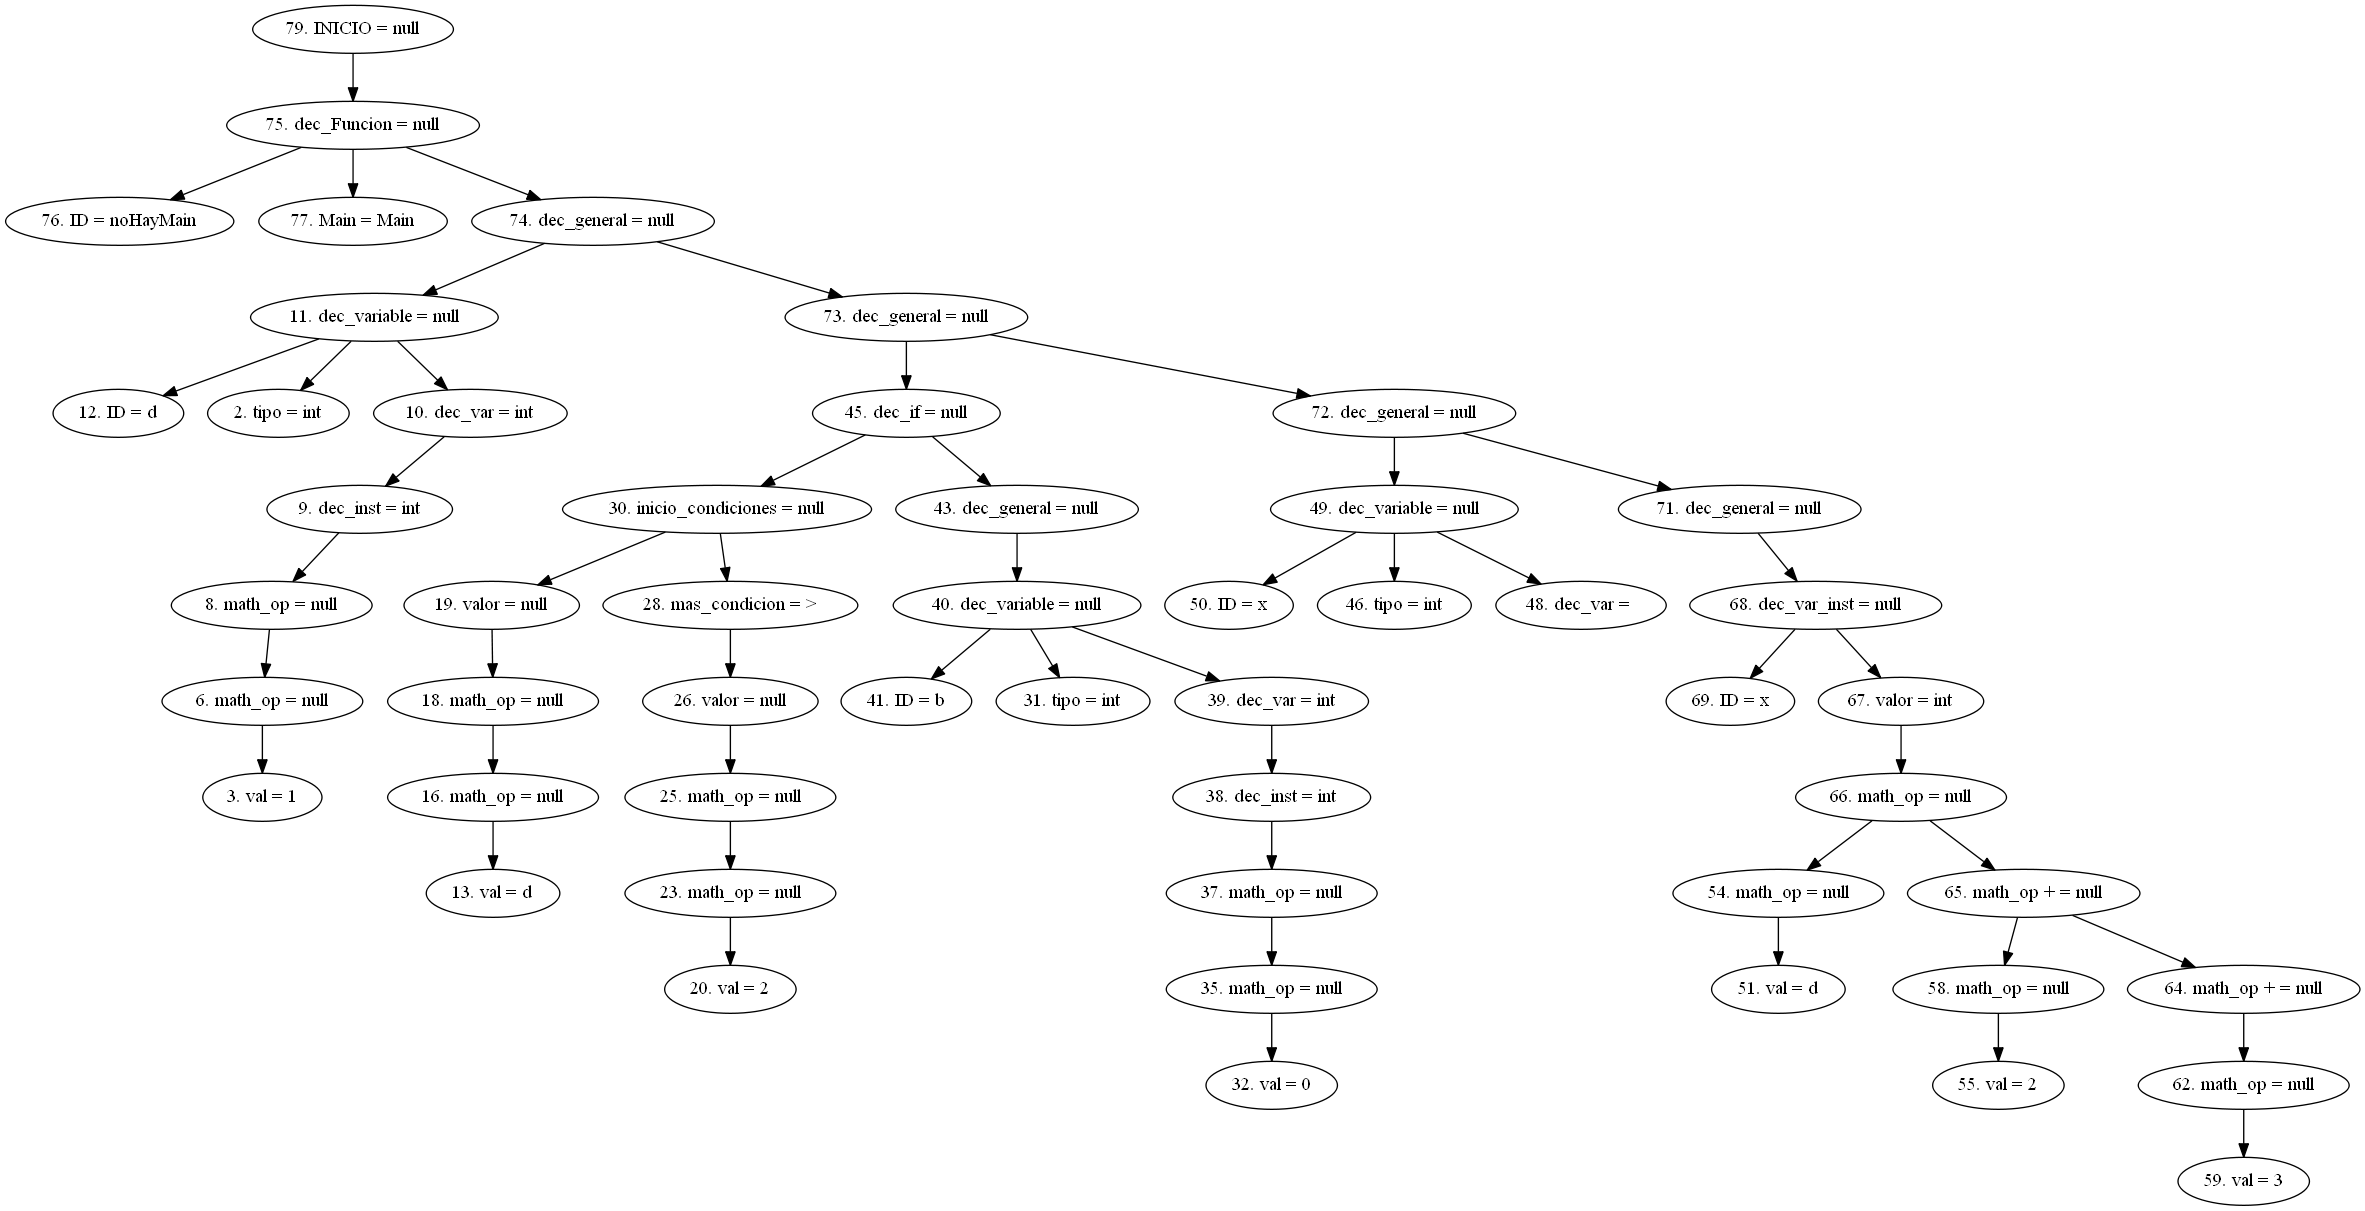 79. INICIO = null
75. dec_Funcion = null
76. ID = noHayMain
77. Main = Main
74. dec_general = null
11. dec_variable = null
73. dec_general = null
12. ID = d
2. tipo = int
10. dec_var = int
45. dec_if = null
72. dec_general = null
9. dec_inst = int
30. inicio_condiciones = null
43. dec_general = null
49. dec_variable = null
71. dec_general = null
8. math_op = null
19. valor = null
28. mas_condicion = >
40. dec_variable = null
50. ID = x
46. tipo = int
48. dec_var =
68. dec_var_inst = null
6. math_op = null
18. math_op = null
26. valor = null
41. ID = b
31. tipo = int
39. dec_var = int
69. ID = x
67. valor = int
3. val = 1
16. math_op = null
25. math_op = null
38. dec_inst = int
66. math_op = null
13. val = d
23. math_op = null
37. math_op = null
54. math_op = null
65. math_op + = null
20. val = 2
35. math_op = null
51. val = d
58. math_op = null
64. math_op + = null
32. val = 0
55. val = 2
62. math_op = null
59. val = 3